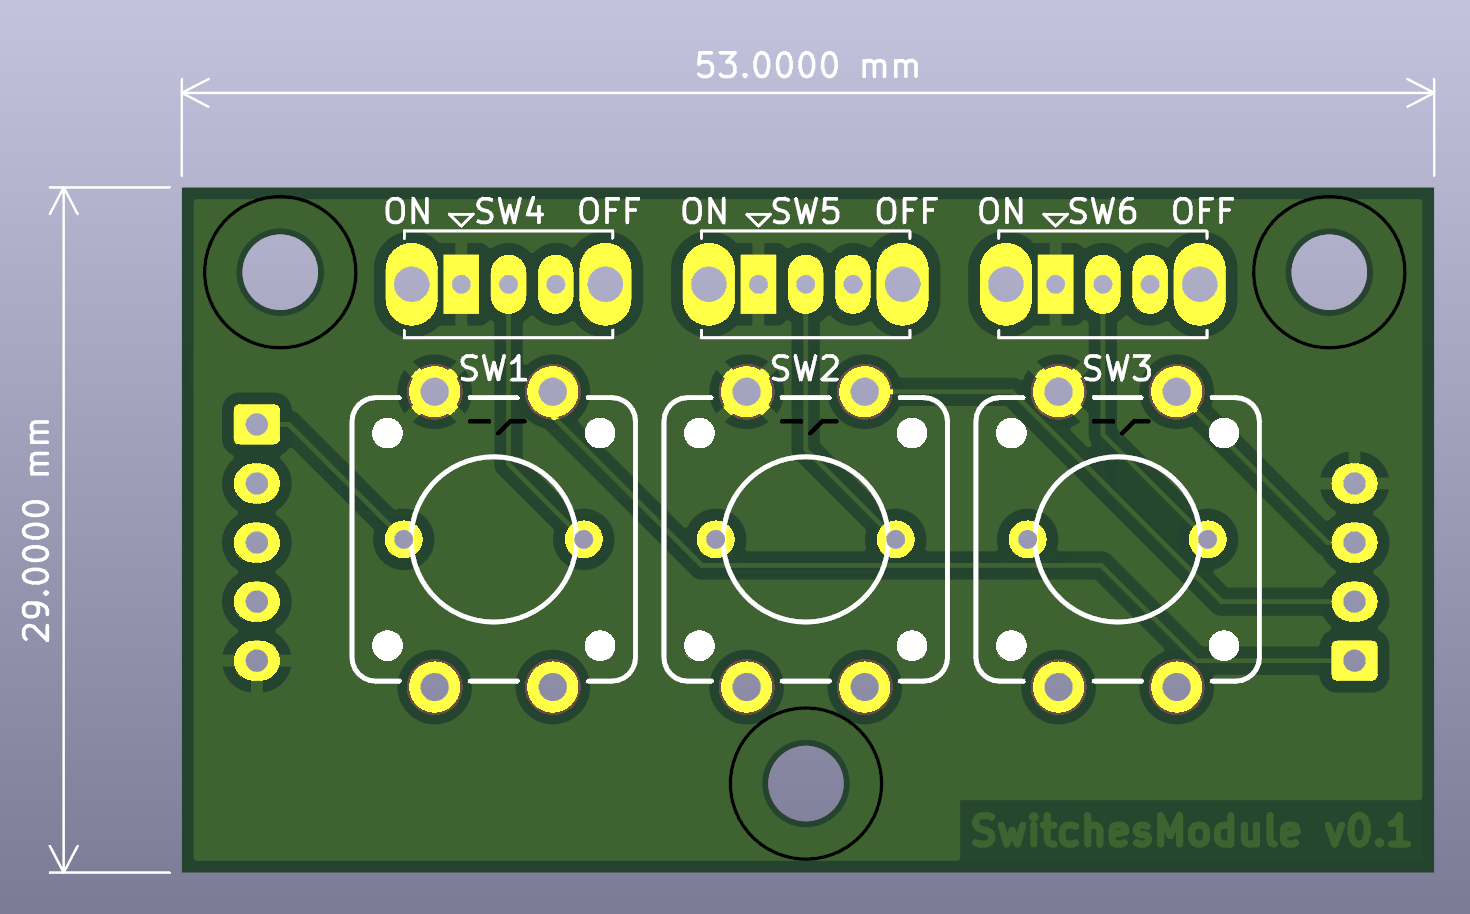 53.0000 mm
29.0000 mm
ON SW4 OFF
ON SW5 OFF
ON SW6 OFF
SW1
SW2
SW3
SwitchesModule v0.1